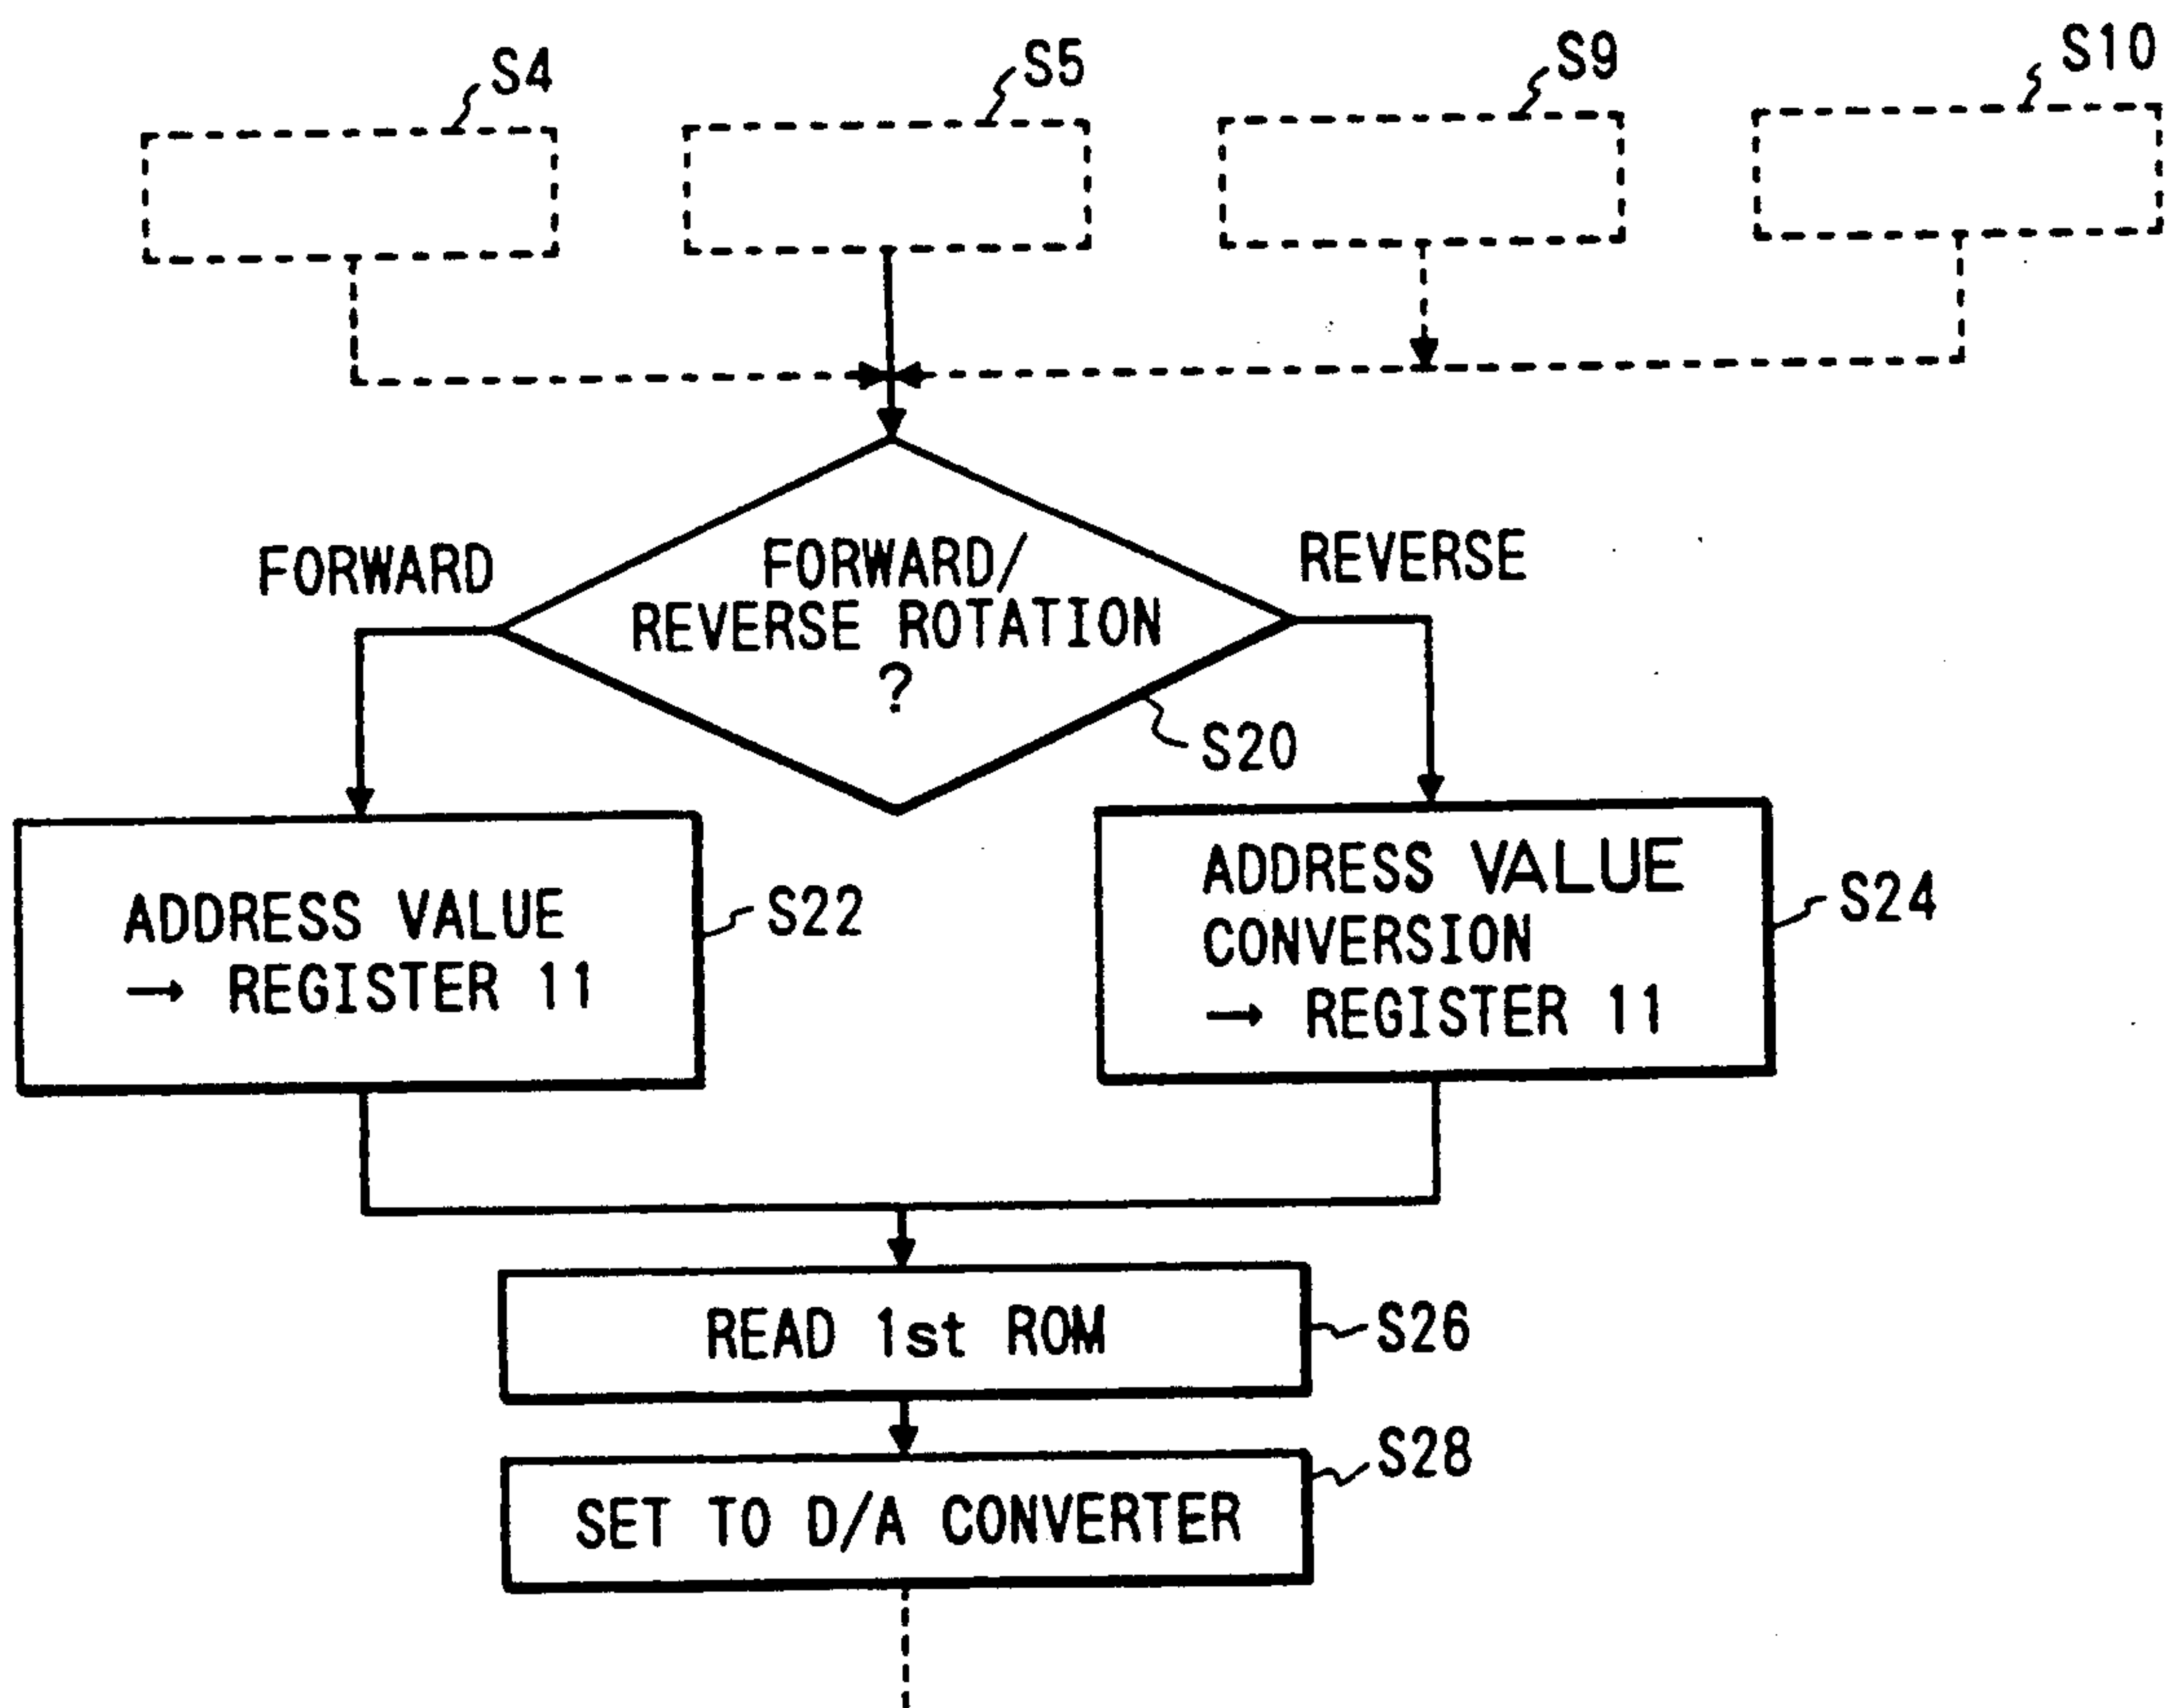 S4
S5
S9
S10
FORWARD
FORWARD/
REVERSE ROTATION
?
REVERSE
S20
ADDRESS VALUE
→ REGISTER 11
S22
ADDRESS VALUE
CONVERSION
→ REGISTER 11
S24
READ 1st ROM
S26
SET TO D/A CONVERTER
S28